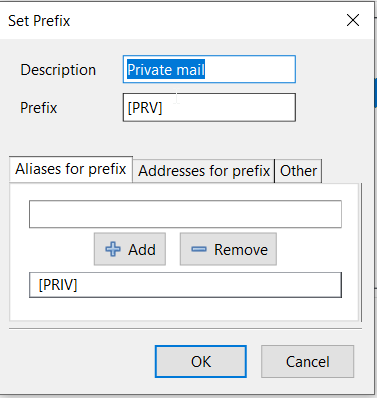 Set Prefix
Description Private mail
Prefix [PRV]
Aliases for prefix Addresses for prefix Other
Add Remove
[PRIV]
OK Cancel